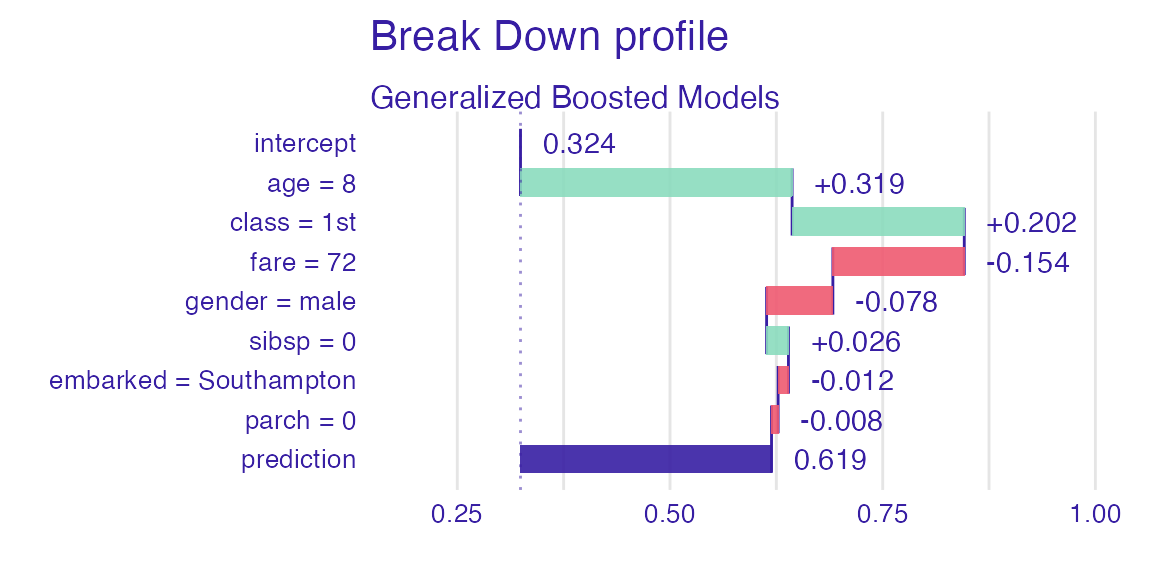 Break Down profile
Generalized Boosted Models
intercept 0.324
age = 8 +0.319
class = 1st +0.202
fare = 72 -0.154
gender = male -0.078
sibsp = 0 +0.026
embarked = Southampton -0.012
parch = 0 -0.008
prediction 0.619
0.25 0.50 0.75 1.00